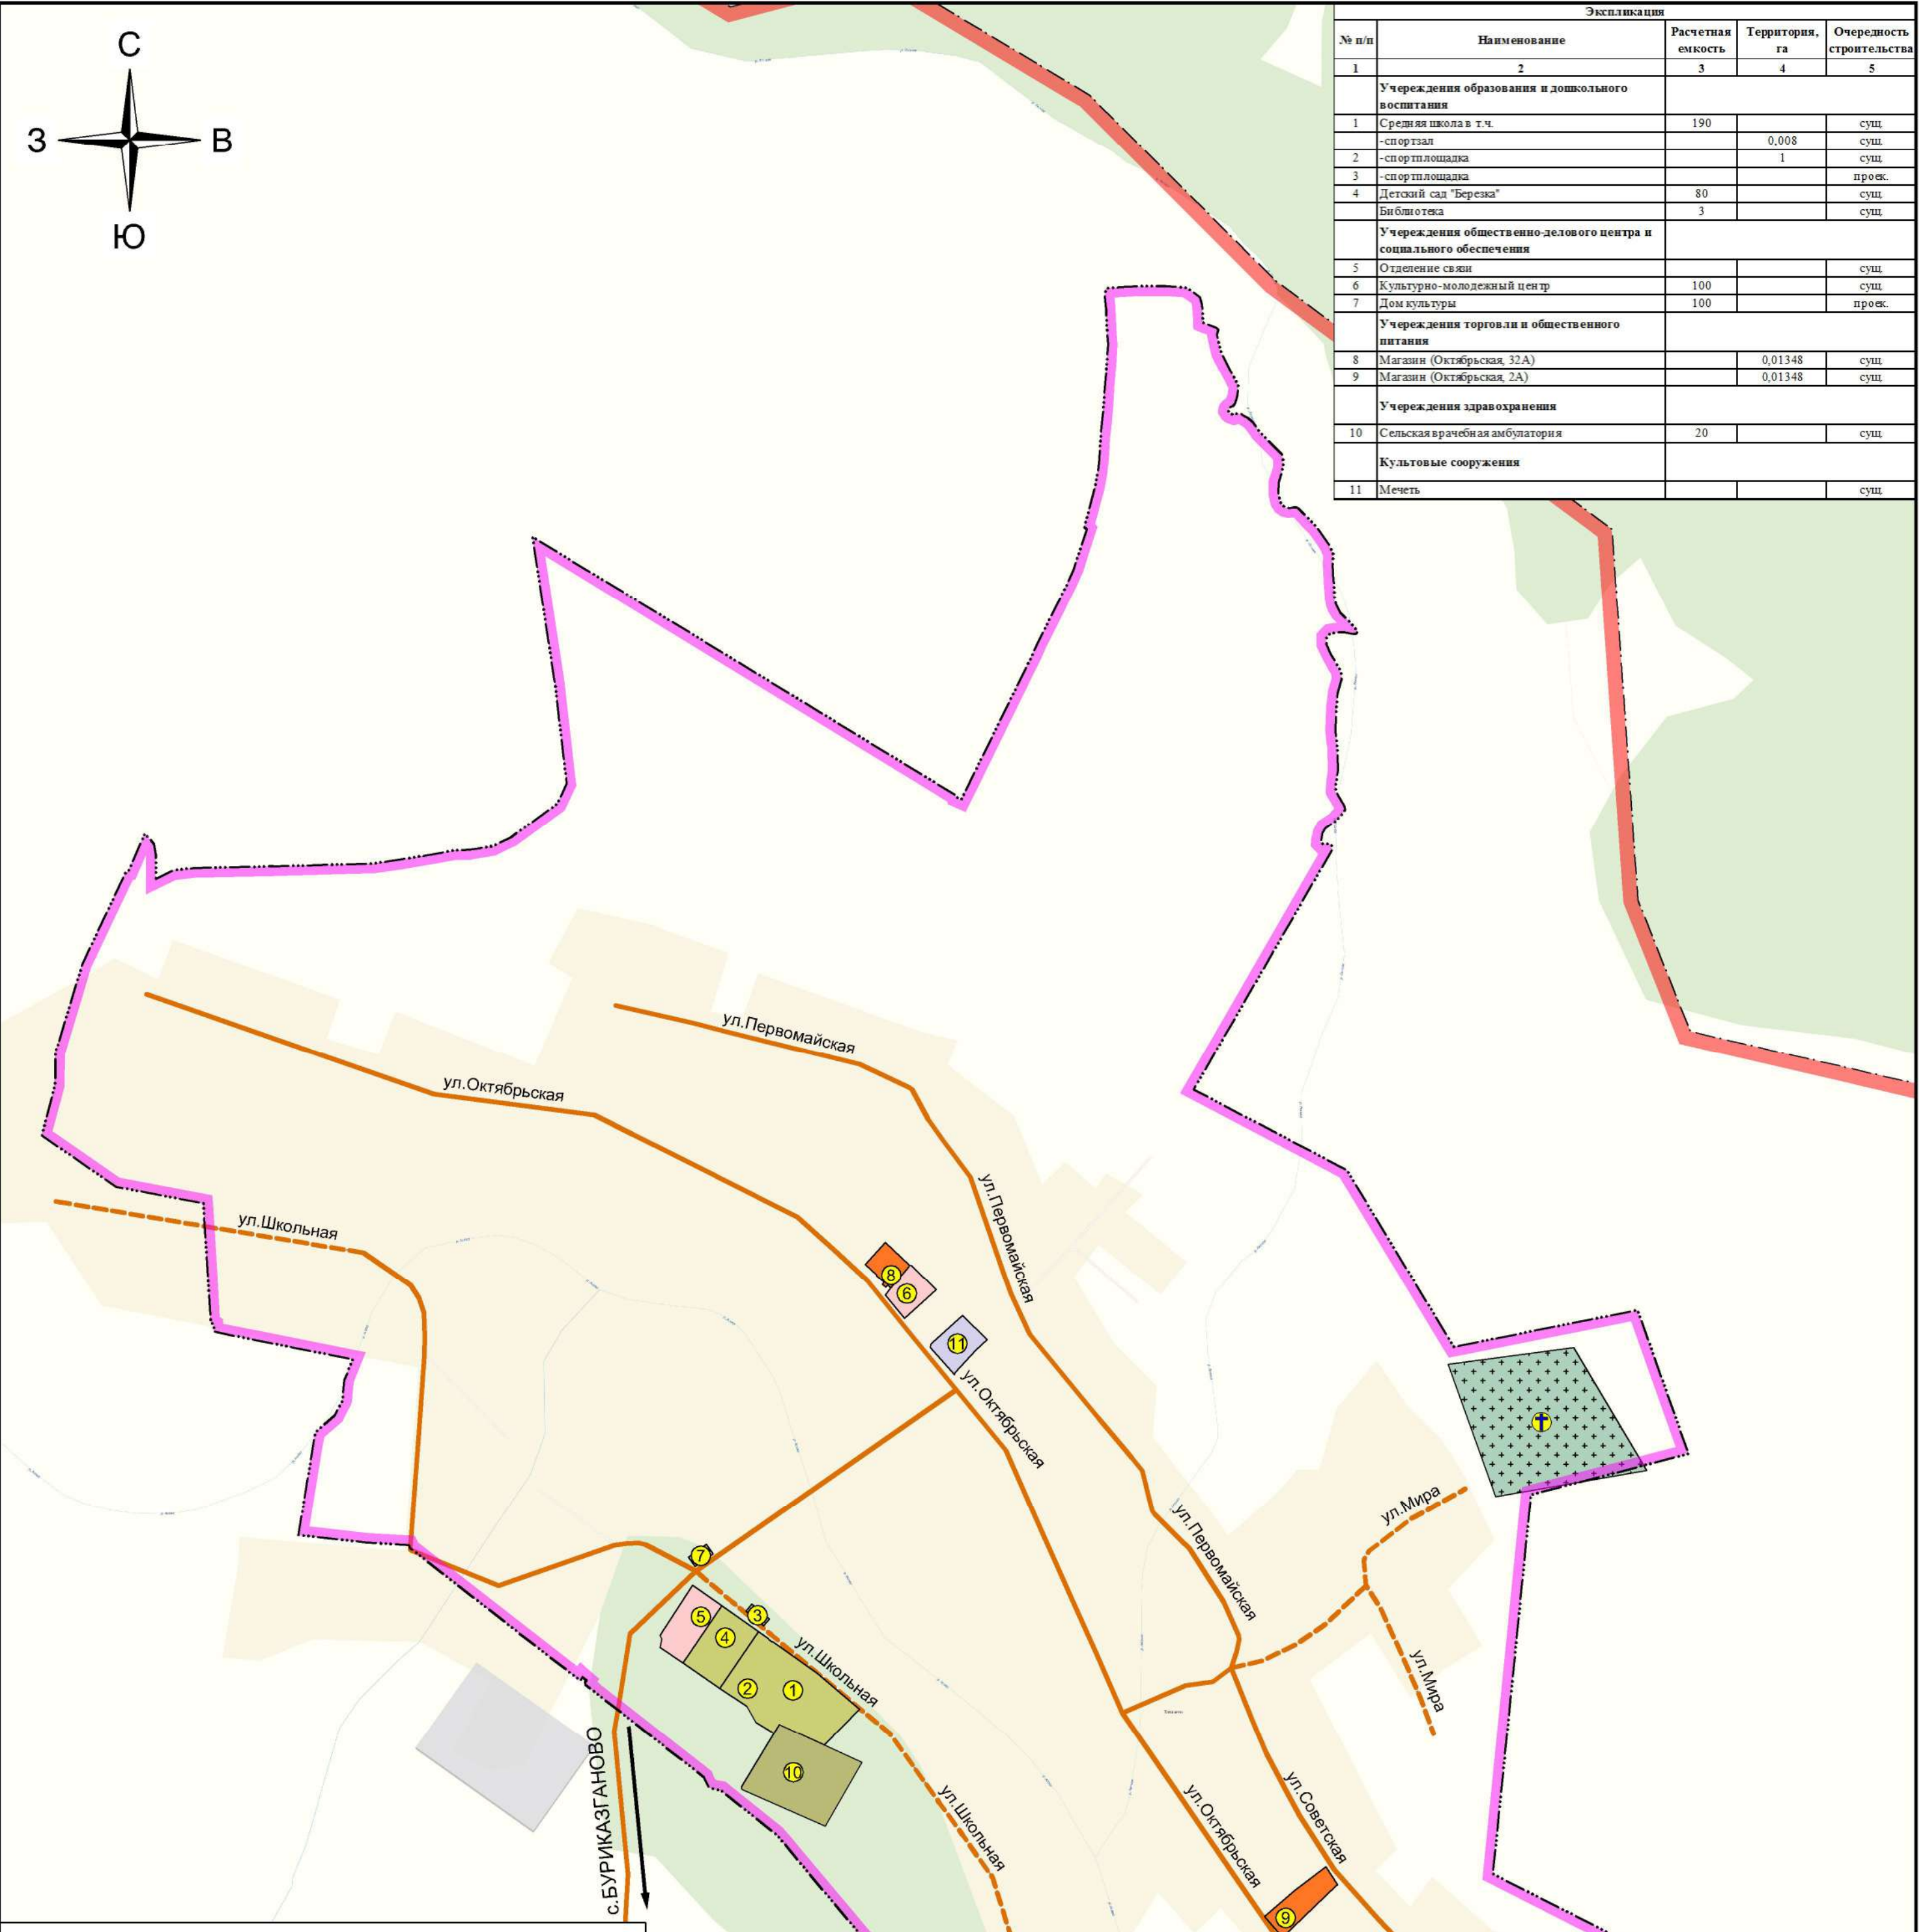 С
З В
Ю
Экспликация
№ п/п Наименование Расчетная емкость Территория, га Очередность строительства
1 2 3 4 5
Учереждения образования и дошкольного
воспитания
1 Средняя школа в т.ч. 190 сущ.
-спортзал 0,008 сущ.
2 -спортплощадка 1 сущ.
3 -спортплощадка проек.
4 Детский сад "Березка" 80 сущ.
Библиотека 3 сущ.
Учереждения общественно-делового центра и
социального обеспечения
5 Отделение связи сущ.
6 Культурно-молодежный центр 100 сущ.
7 Дом культуры 100 проек.
Учереждения торговли и общественного
питания
8 Магазин (Октябрьская, 32А) 0,01348 сущ.
9 Магазин (Октябрьская, 2А) 0,01348 сущ.
Учереждения здравохранения
10 Сельская врачебная амбулатория 20 сущ.
Культовые сооружения
11 Мечеть сущ.
ул.Первомайская
ул.Октябрьская
ул.Первомайская
ул.Школьная
8
6
11
ул.Октябрьская
ул.Мира
ул.Первомайская
7
5
3
4
ул.Школьная
2
1
ул.Мира
10
с.БУРИКАЗГАНОВО
ул.Школьная
ул.Октябрьская
ул.Советская
9